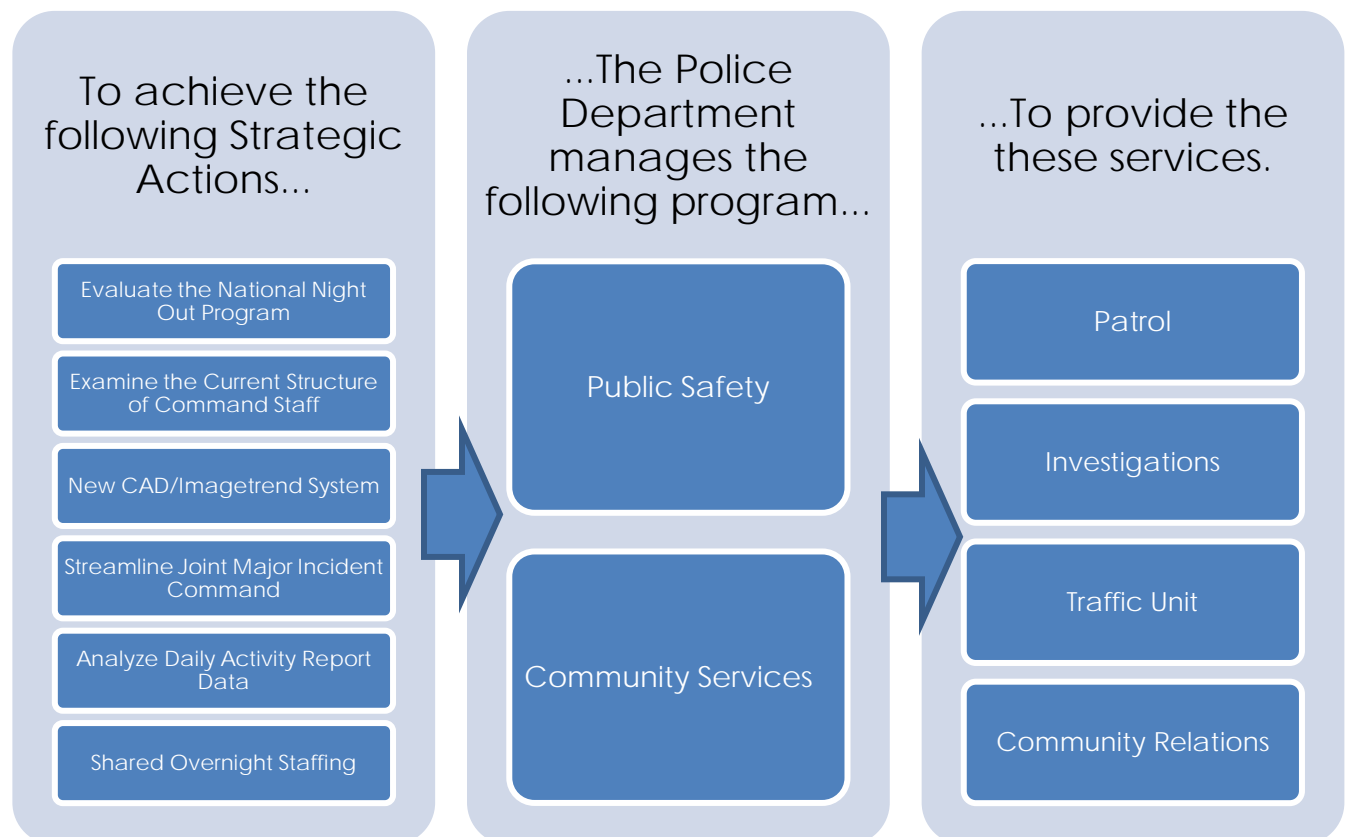 To achieve the
following Strategic
Actions...
Evaluate the National Night
Out Program
Examine the Current Structure
of Command Staff
New CAD/Imagetrend System
Streamline Joint Major Incident
Command
Analyze Daily Activity Report
Data
Shared Overnight Staffing
...The Police
Department
manages the
following program...
Public Safety
Community Services
...To provide the
these services.
Patrol
Investigations
Traffic Unit
Community Relations